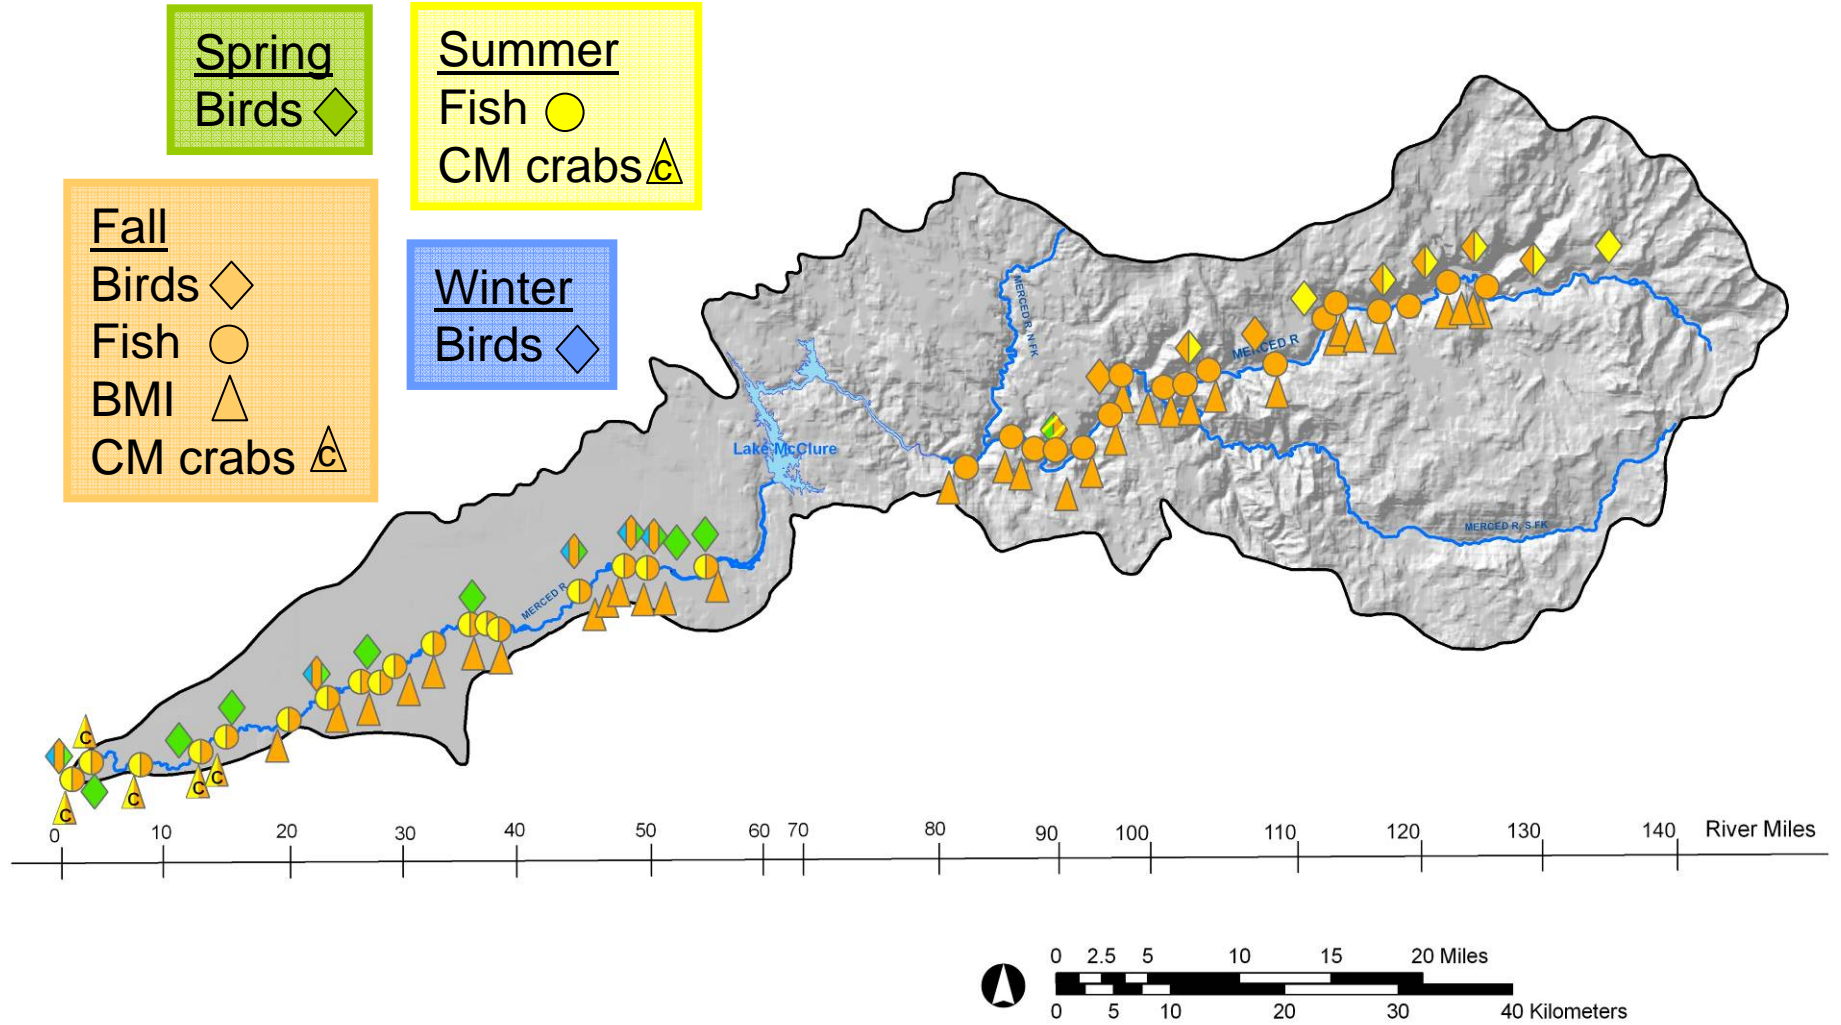 Spring
Birds
Summer
Fish
CM crabs C
Fall
Birds
Fish
BMI
CM crabs C
Winter
Birds
MERCED R, N FK
MERCED R
Lake McClure
MERCED R, S FK
MERCED R
C
C
C
C
C
0 10 20 30 40 50 60 70 80 90 100 110 120 130 140 River Miles
0 2.5 5 10 15 20 Miles
0 5 10 20 30 40 Kilometers